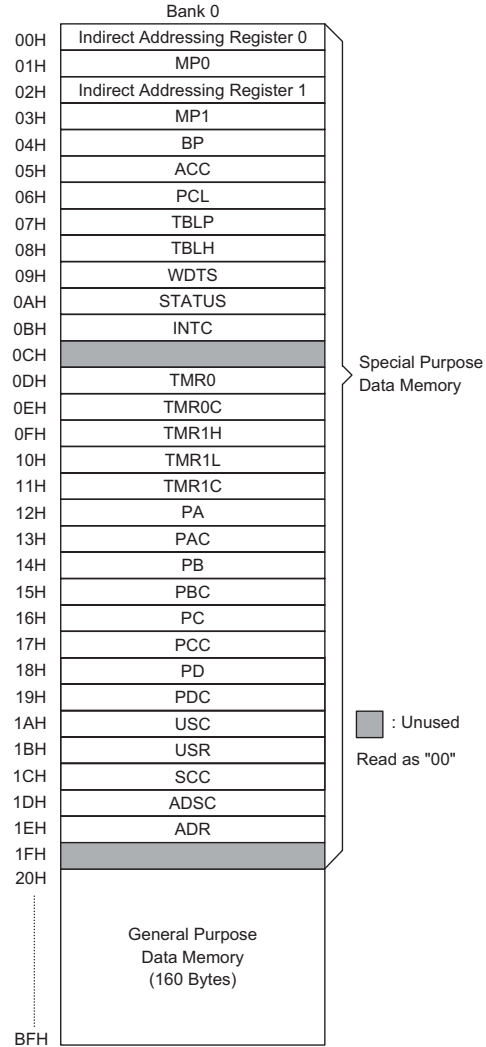 Bank 0
00H Indirect Addressing Register 0
01H MP0
02H Indirect Addressing Register 1
03H MP1
04H BP
05H ACC
06H PCL
07H TBLP
08H TBLH
09H WDTS
0AH STATUS
0BH INTC
0CH
0DH TMR0
0EH TMR0C
0FH TMR1H
10H TMR1L
11H TMR1C
12H PA
13H PAC
14H PB
15H PBC
16H PC
17H PCC
18H PD
19H PDC
1AH USC
1BH USR
1CH SCC
1DH ADSC
1EH ADR
1FH
20H
General Purpose
Data Memory
(160 Bytes)
BFH
Special Purpose
Data Memory
: Unused
Read as "00"